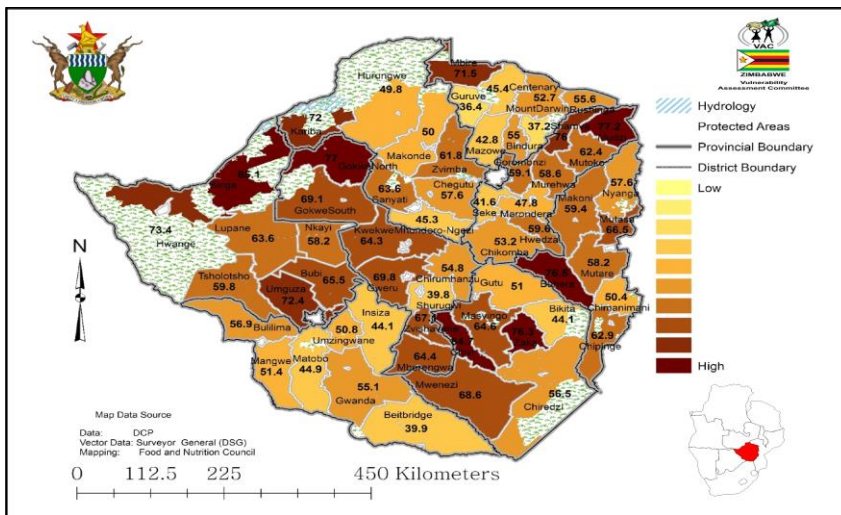 VAC
ZIMBABWE
Vulnerability
Assessment Committee
Hydrology
Protected Areas
Provincial Boundary
District Boundary
Low
High
Mbire
71.5
Hurungwe
49.8
Guruve
36.4
45.4
Centenary
52.7
MountDarwin
55.6
Rushinga
72
Kariba
50
Makonde
42.8
Mazowe
55
Bindura
37.2
77.2
62.4
Mutoko
61.8
Zvimba
Goromonzi
59.1
58.6
Murehwa
57.6
Nyanga
77
GokweNorth
63.6
Sanyati
Chegutu
57.6
41.6
Seke
47.8
Marondera
Makoni
59.4
Mutasa
66.5
69.1
GokweSouth
45.3
Mhondoro-Ngezi
59.6
Hwedza
73.4
Hwange
Lupane
63.6
Nkayi
58.2
Kwekwe
64.3
53.2
Chikomba
58.2
Mutare
Tsholotsho
59.8
Bubi
65.5
Umguza
72.4
69.8
Gweru
54.8
Chirumhanzu
39.8
Shurugwi
Gutu
51
50.4
Chimanimani
56.9
Bulilima
50.8
Umzingwane
Insiza
44.1
Masvingo
64.6
Bikita
44.1
62.9
Chipinge
Mangwe
51.4
Matobo
44.9
64.4
Mberengwa
Mwenezi
68.6
56.5
Chiredzi
55.1
Gwanda
Beitbridge
39.9
N
Map Data Source
Data: DCP
Vector Data: Surveyor General (DSG)
Mapping: Food and Nutrition Council
0 112.5 225 450 Kilometers